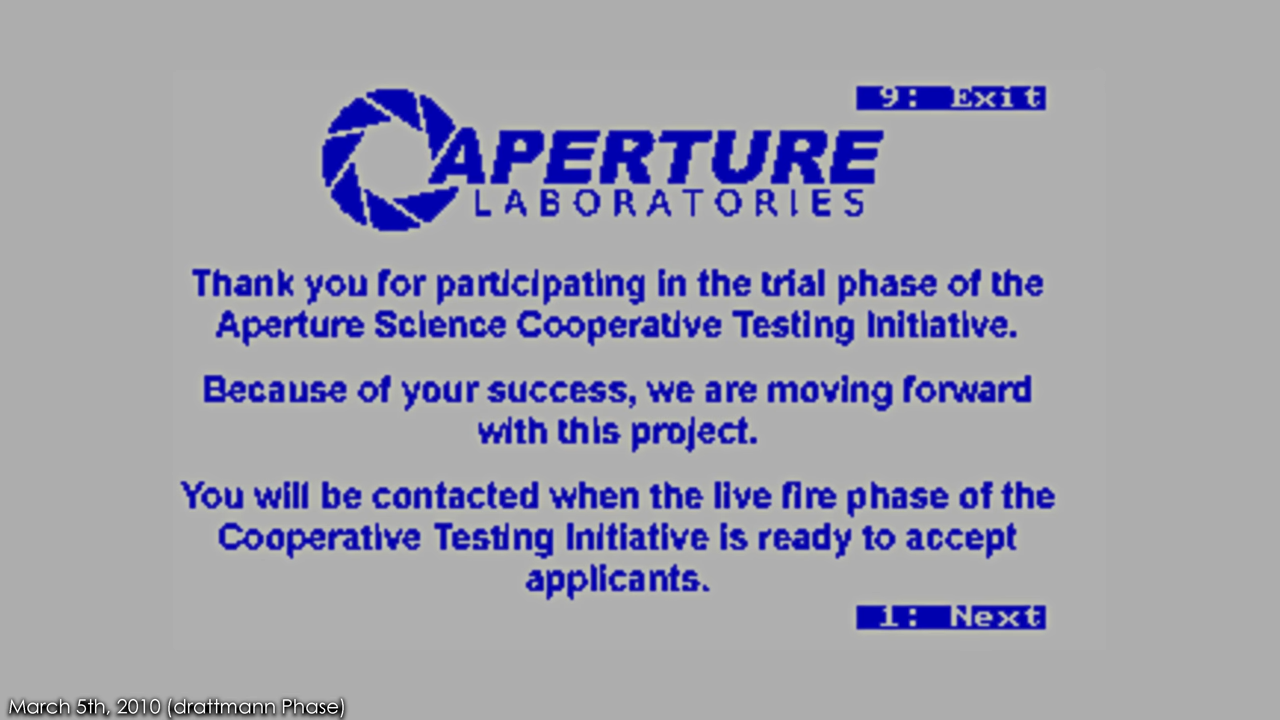 9: Exit
APERTURE
LABORATORIES
Thank you for participating in the trial phase of the
Aperture Science Cooperative Testing Initiative.
Because of your success, we are moving forward
with this project.
You will be contacted when the live fire phase of the
Cooperative Testing Initiative is ready to accept
applicants.
1: Next
March 5th, 2010 (drattmann Phase)